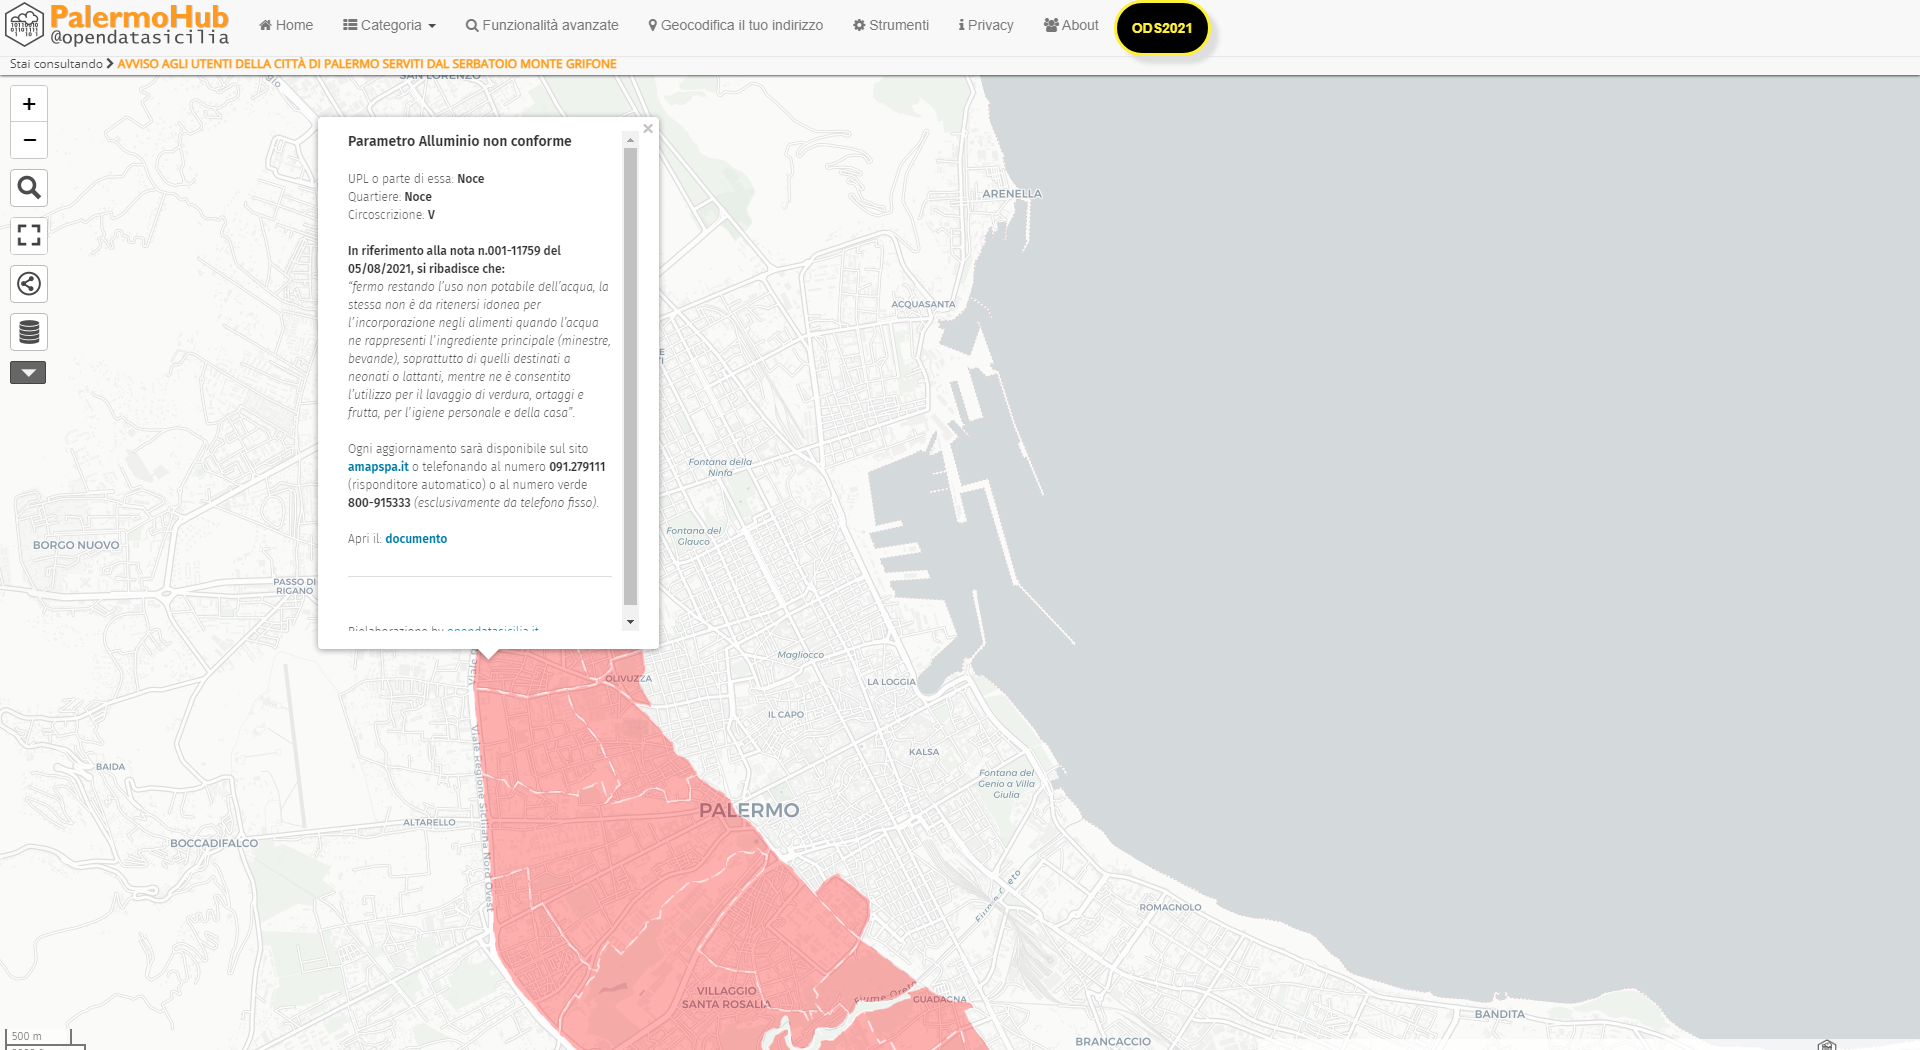 PalermoHub
@opendatasicilia
Home
Categoria
Funzionalità avanzate
Geocodifica il tuo indirizzo
Strumenti
Privacy
About
ODS2021
Stai consultando > AVVISO AGLI UTENTI DELLA CITTÀ DI PALERMO SERVITI DAL SERBATOIO MONTE GRIFONE
SAN LORENZO
+
−
×
Parametro Alluminio non conforme
UPL o parte di essa: Noce
Quartiere: Noce
Circoscrizione: V
In riferimento alla nota n.001-11759 del
05/08/2021, si ribadisce che:
“fermo restando l’uso non potabile dell’acqua, la
stessa non è da ritenersi idonea per
l’incorporazione negli alimenti quando l’acqua
ne rappresenti l’ingrediente principale (minestre,
bevande), soprattutto di quelli destinati a
neonati o lattanti, mentre ne è consentito
l’utilizzo per il lavaggio di verdura, ortaggi e
frutta, per l’igiene personale e della casa”.
Ogni aggiornamento sarà disponibile sul sito
amapspa.it o telefonando al numero 091.279111
(risponditore automatico) o al numero verde
800-915333 (esclusivamente da telefono fisso).
Apri il: documento
Rielaborazione by opendatasicilia.it
ARENELLA
ACQUASANTA
Fontana della
Ninfa
Fontana del
Glauco
BORGO NUOVO
PASSO DI
RIGANO
Magliocco
OLIVUZZA
LA LOGGIA
IL CAPO
KALSA
BAIDA
Fontana del
Genio a Villa
Giulia
Viale Regione Siciliana Nord Ovest
PALERMO
ALTARELLO
BOCCADIFALCO
Fiume Oreto
ROMAGNOLO
VILLAGGIO
SANTA ROSALIA
Fiume Oreto
GUADAGNA
BANDITA
BRANCACCIO
500 m